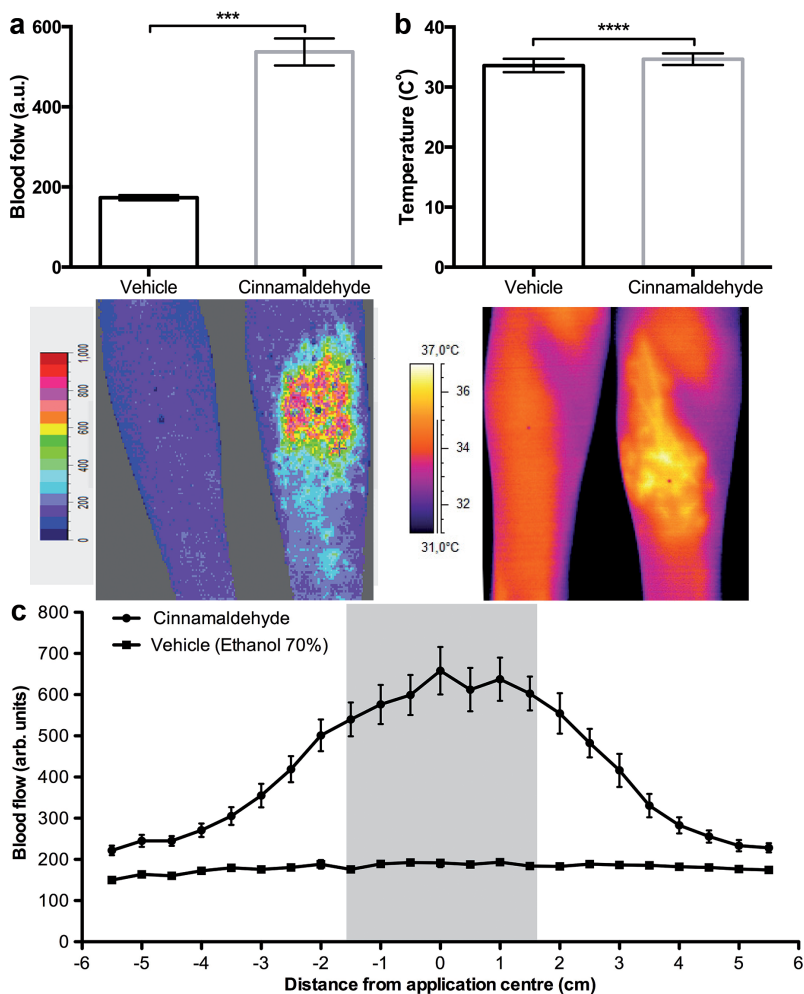 a
***
Blood folw (a.u.)
600
400
200
0
Vehicle
Cinnamaldehyde
b
****
Temperature (C°)
40
30
20
10
0
Vehicle
Cinnamaldehyde
1,000
800
600
400
200
0
37,0°C
36
34
32
31,0°C
c
Cinnamaldehyde
Vehicle (Ethanol 70%)
Blood flow (arb. units)
800
700
600
500
400
300
200
100
0
-6 -5 -4 -3 -2 -1 0 1 2 3 4 5 6
Distance from application centre (cm)